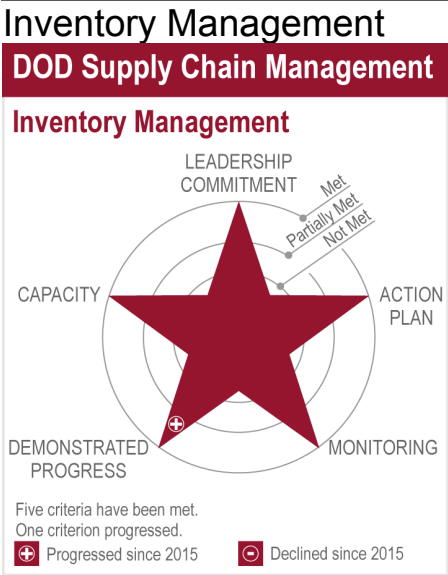 Inventory Management
DOD Supply Chain Management
Inventory Management
LEADERSHIP
COMMITMENT
Met
Partially Met
Not Met
CAPACITY
ACTION
PLAN
DEMONSTRATED
PROGRESS
MONITORING
Five criteria have been met.
One criterion progressed.
Progressed since 2015
Declined since 2015